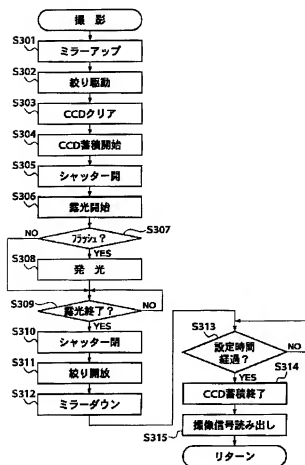 撮 影
S301
ミラーアップ
S302
絞り駆動
S303
CCDクリア
S304
CCD蓄積開始
S305
シャッター開
S306
露光開始
S307
フラッシュ?
NO
YES
S308
発 光
S309
露光終了?
NO
YES
S310
シャッター閉
S311
絞り開放
S312
ミラーダウン
S313
設定時間
経過?
NO
YES
S314
CCD蓄積終了
S315
撮像信号読み出し
リターン